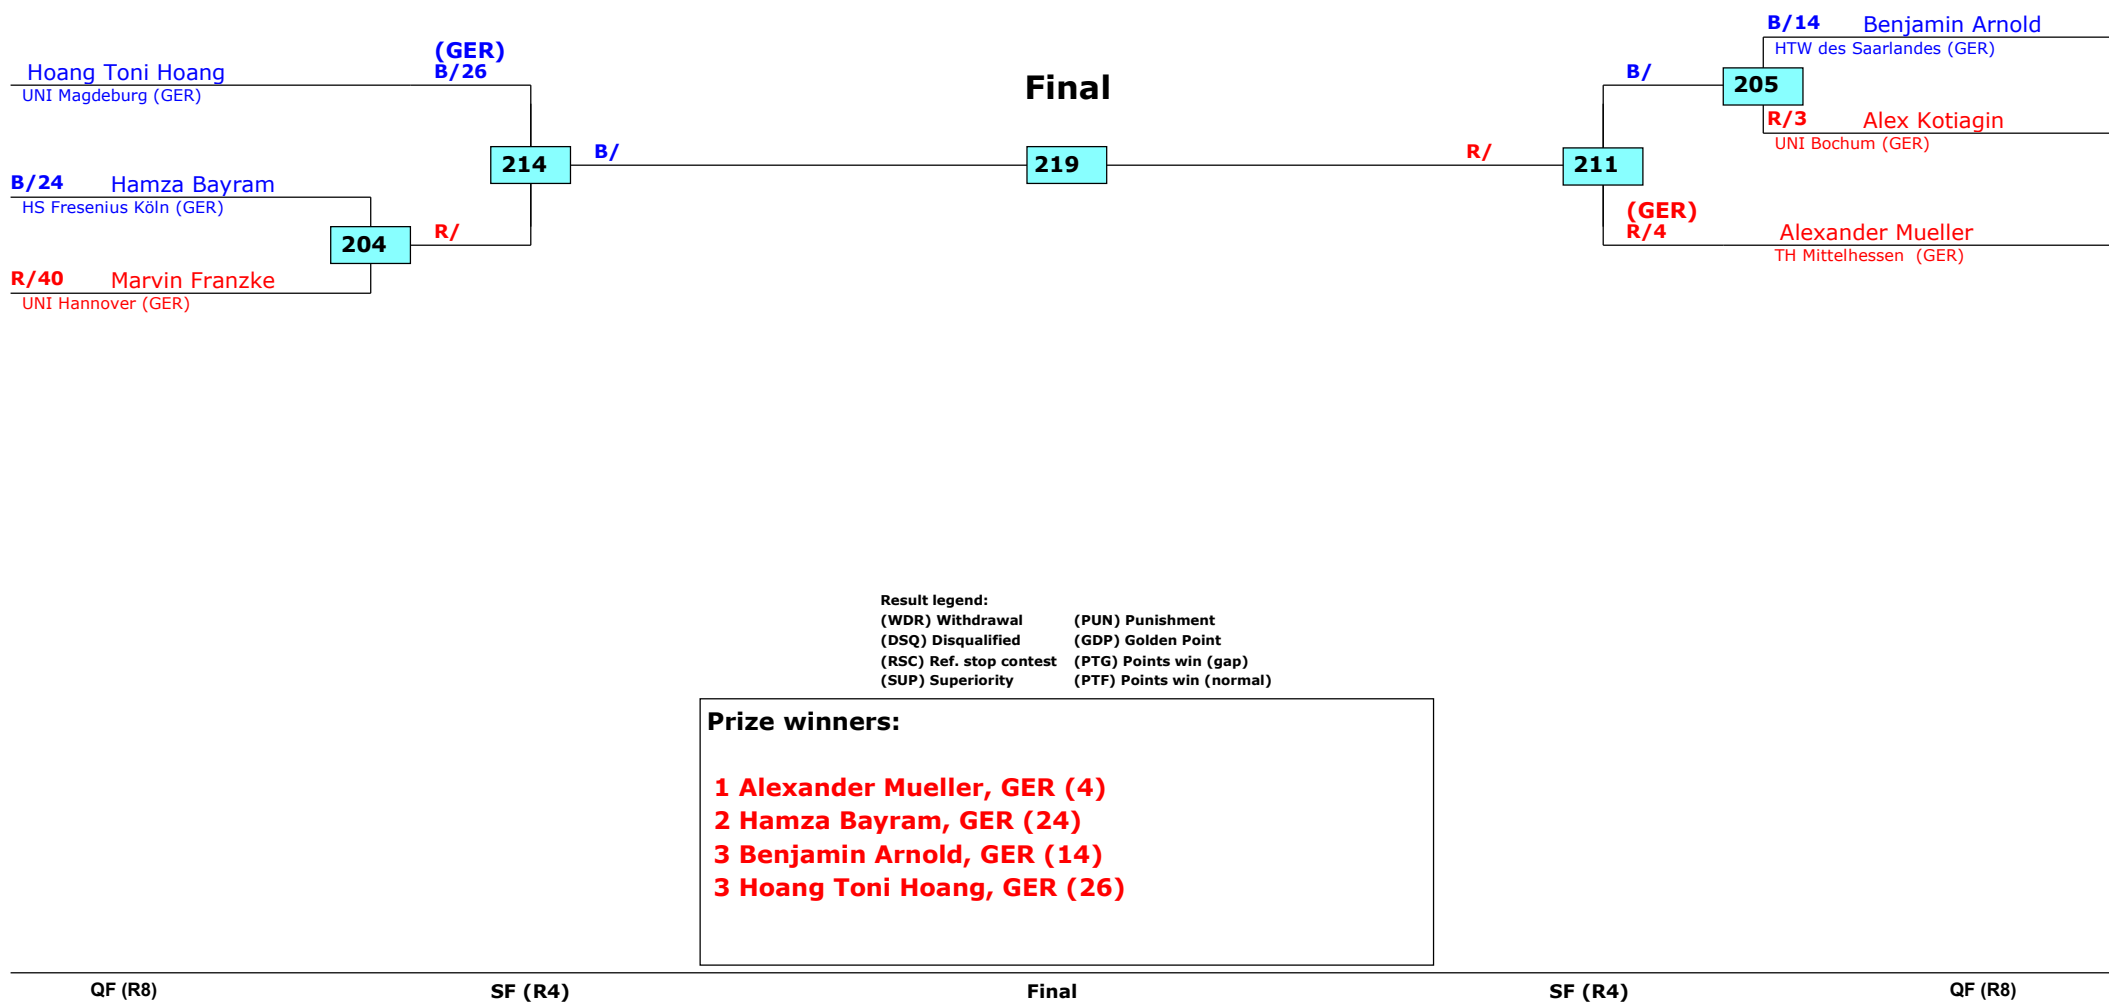 B/14 Benjamin Arnold
HTW des Saarlandes (GER)
(GER)
Hoang Toni Hoang B/26
UNI Magdeburg (GER)
Final
B/
205
R/3 Alex Kotiagin
UNI Bochum (GER)
214 B/ 219 R/ 211
B/24 Hamza Bayram
HS Fresenius Köln (GER)
204 R/
(GER)
R/4 Alexander Mueller
TH Mittelhessen (GER)
R/40 Marvin Franzke
UNI Hannover (GER)
Result legend:
(WDR) Withdrawal (PUN) Punishment
(DSQ) Disqualified (GDP) Golden Point
(RSC) Ref. stop contest (PTG) Points win (gap)
(SUP) Superiority (PTF) Points win (normal)
Prize winners:
1 Alexander Mueller, GER (4)
2 Hamza Bayram, GER (24)
3 Benjamin Arnold, GER (14)
3 Hoang Toni Hoang, GER (26)
QF (R8) SF (R4) Final SF (R4) QF (R8)